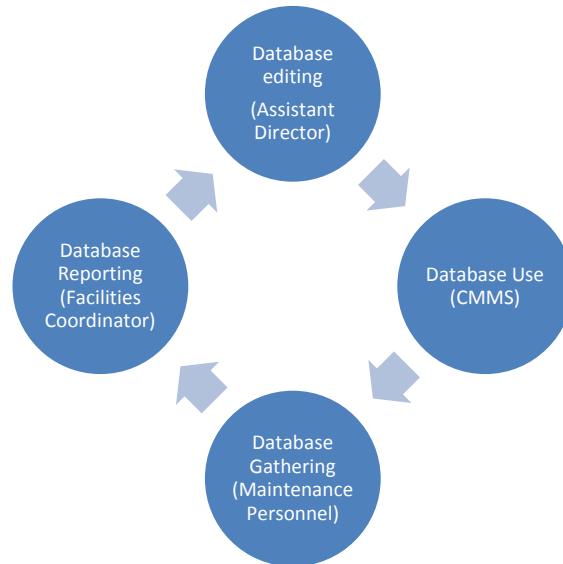 Database
editing
(Assistant
Director)
Database Use
(CMMS)
Database
Gathering
(Maintenance
Personnel)
Database
Reporting
(Facilities
Coordinator)